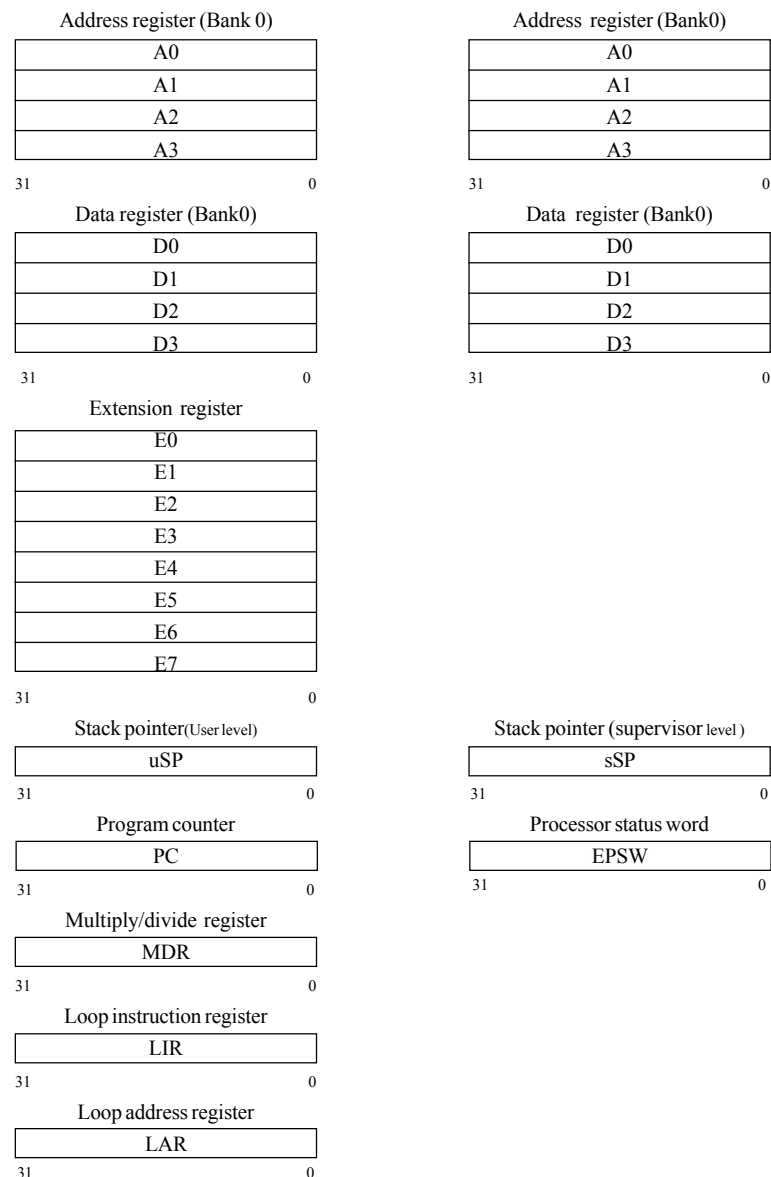 Address register (Bank 0)
A0
A1
A2
A3
31 0
Data register (Bank0)
D0
D1
D2
D3
31 0
Extension register
E0
E1
E2
E3
E4
E5
E6
E7
31 0
Stack pointer(User level)
uSP
31 0
Program counter
PC
31 0
Multiply/divide register
MDR
31 0
Loop instruction register
LIR
31 0
Loop address register
LAR
31 0
Address register (Bank0)
A0
A1
A2
A3
31 0
Data register (Bank0)
D0
D1
D2
D3
31 0
Stack pointer (supervisor level )
sSP
31 0
Processor status word
EPSW
31 0